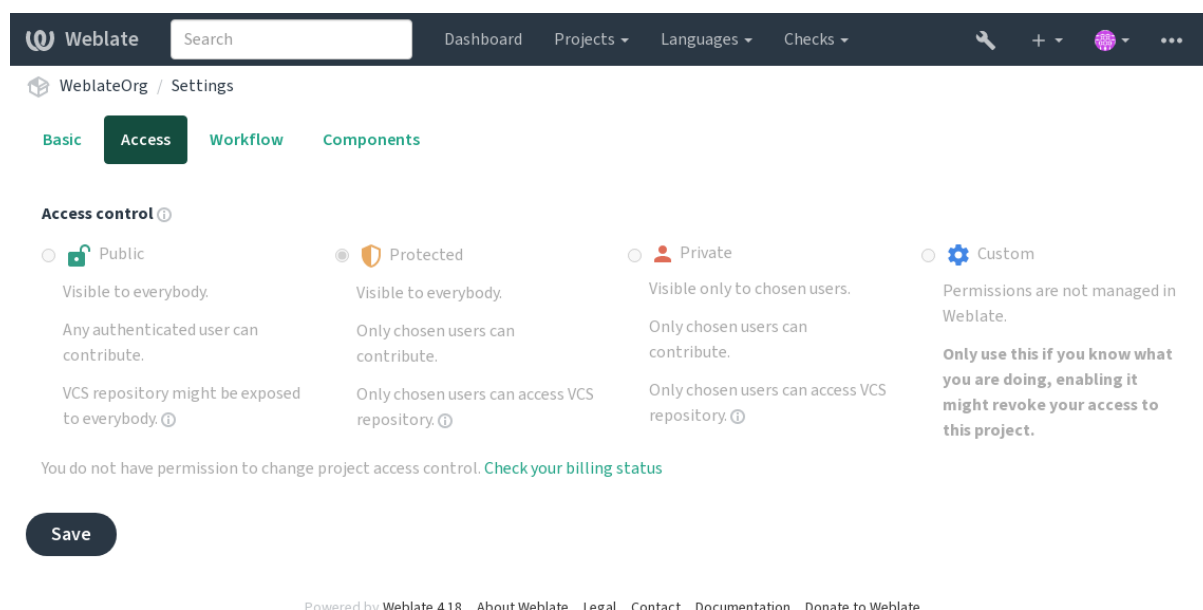 Weblate
Search
Dashboard
Projects
Languages
Checks
WeblateOrg / Settings
Basic
Access
Workflow
Components
Access control
Public
Visible to everybody.
Any authenticated user can
contribute.
VCS repository might be exposed
to everybody.
Protected
Visible to everybody.
Only chosen users can
contribute.
Only chosen users can access VCS
repository.
Private
Visible only to chosen users.
Only chosen users can
contribute.
Only chosen users can access VCS
repository.
Custom
Permissions are not managed in
Weblate.
Only use this if you know what
you are doing, enabling it
might revoke your access to
this project.
You do not have permission to change project access control. Check your billing status
Save
Powered by Weblate 4.18 About Weblate Legal Contact Documentation Donate to Weblate